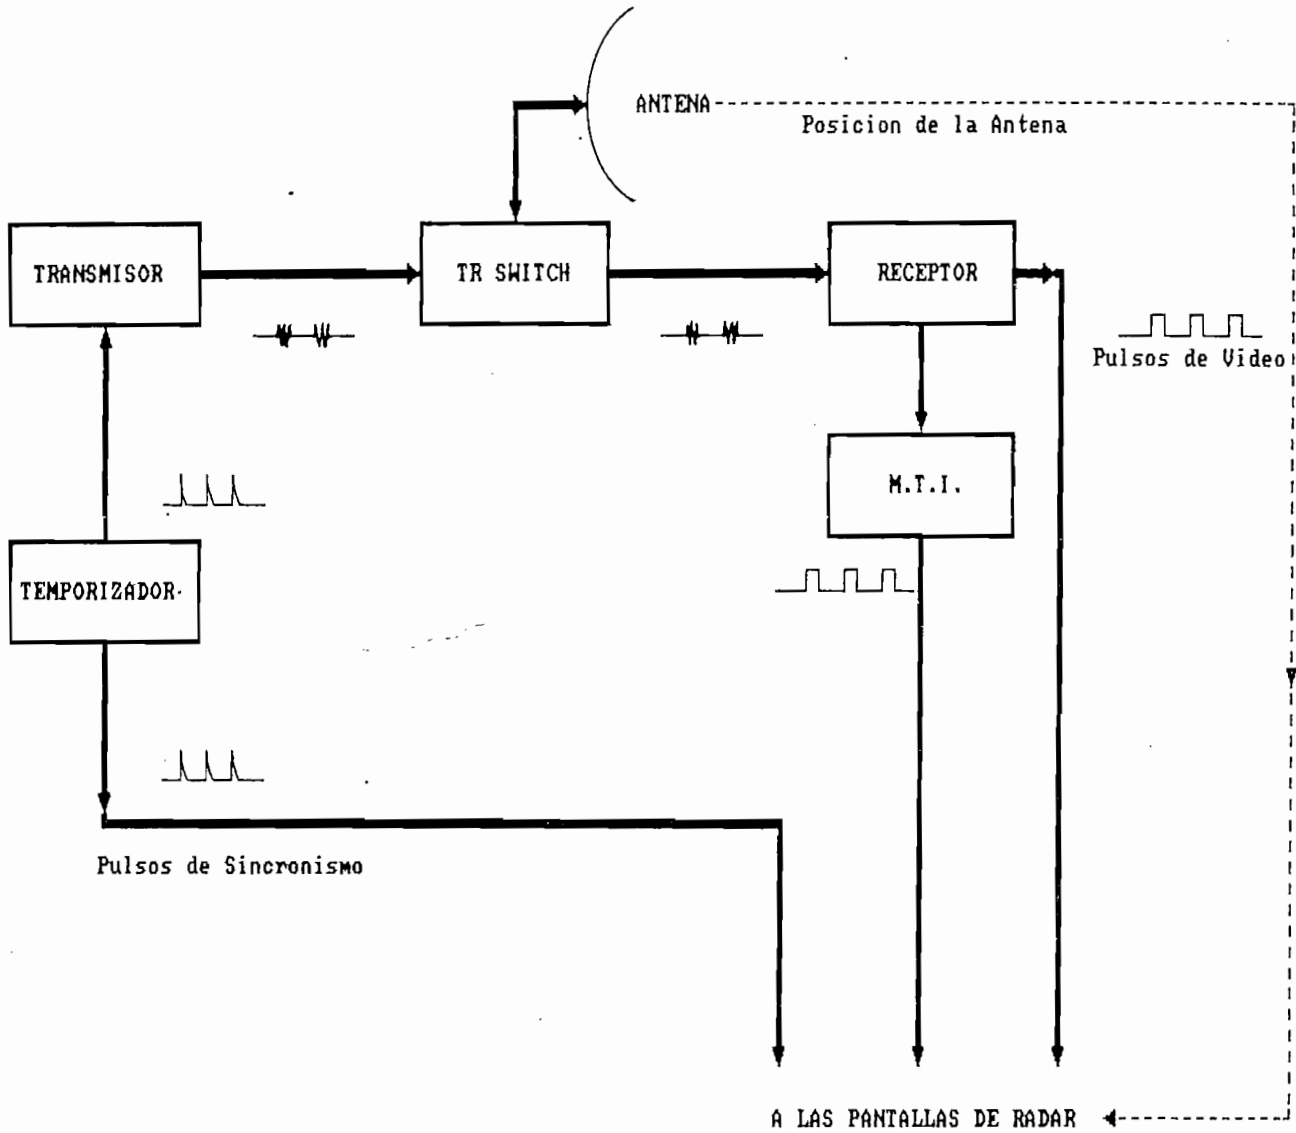 ANTENA
Posicion de la Antena
TRANSMISOR
TR SWITCH
RECEPTOR
Pulsos de Video
M.T.I.
TEMPORIZADOR
Pulsos de Sincronismo
A LAS PANTALLAS DE RADAR